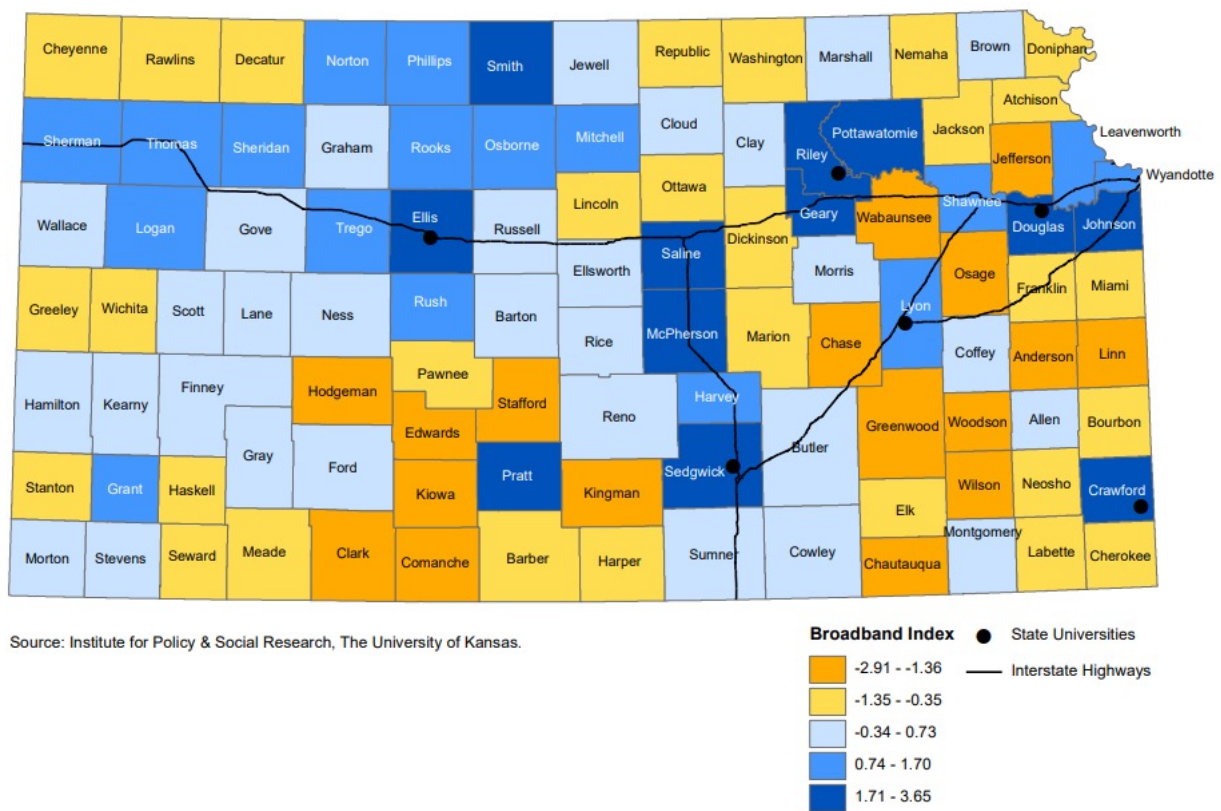 Cheyenne
Rawlins
Decatur
Norton
Phillips
Smith
Jewell
Republic
Washington
Marshall
Nemaha
Brown
Doniphan
Atchison
Sherman
Thomas
Sheridan
Graham
Rooks
Osborne
Mitchell
Cloud
Clay
Riley
Pottawatomie
Jackson
Jefferson
Leavenworth
Wyandotte
Ottawa
Lincoln
Wallace
Logan
Gove
Trego
Ellis
Russell
Saline
Dickinson
Geary
Wabaunsee
Shawnee
Douglas
Johnson
Ellsworth
Morris
Osage
Franklin
Miami
Greeley
Wichita
Scott
Lane
Ness
Rush
Barton
Rice
McPherson
Marion
Chase
Lyon
Coffey
Anderson
Linn
Hamilton
Kearny
Finney
Hodgeman
Pawnee
Stafford
Edwards
Reno
Harvey
Butler
Greenwood
Woodson
Allen
Bourbon
Gray
Ford
Stanton
Grant
Haskell
Kiowa
Pratt
Kingman
Sedgwick
Elk
Wilson
Neosho
Crawford
Morton
Stevens
Seward
Meade
Clark
Comanche
Barber
Harper
Sumner
Cowley
Chautauqua
Montgomery
Labette
Cherokee
Source: Institute for Policy & Social Research, The University of Kansas.
Broadband Index
-2.91 - -1.36
-1.35 - -0.35
-0.34 - 0.73
0.74 - 1.70
1.71 - 3.65
State Universities
Interstate Highways